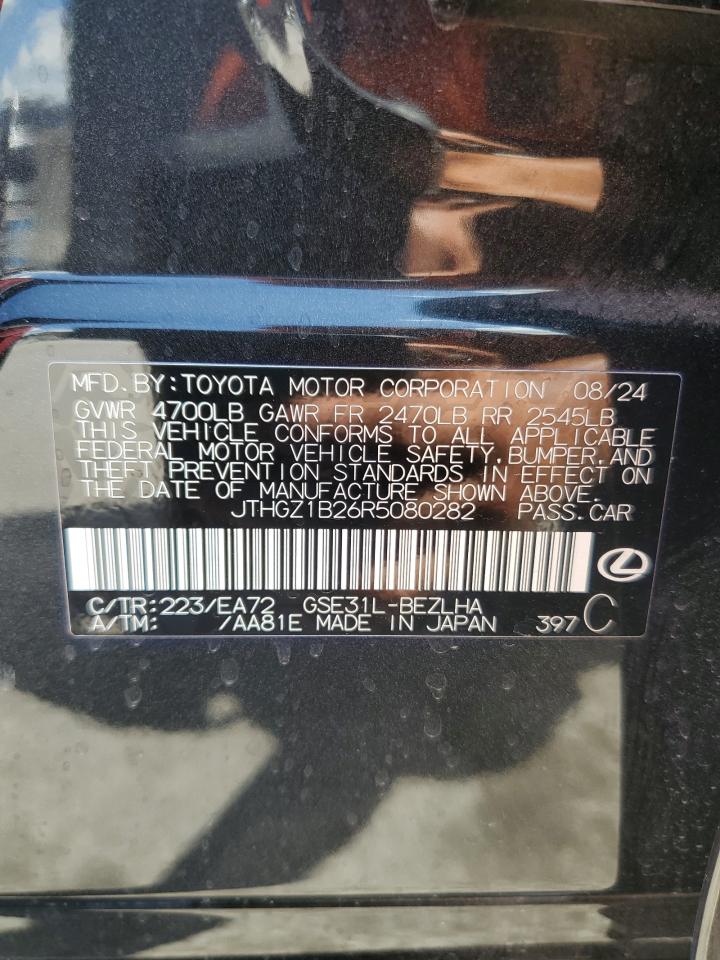 MFD.BY:TOYOTA MOTOR CORPORATION 08/24
GVWR 4700LB GAWR FR 2470LB RR 2545LB
THIS VEHICLE CONFORMS TO ALL APPLICABLE
FEDERAL MOTOR VEHICLE SAFETY,BUMPER,AND
THEFT PREVENTION STANDARDS IN EFFECT ON
THE DATE OF MANUFACTURE SHOWN ABOVE.
JTHGZ1B26R5080282 PASS.CAR
C/TR:223/EA72 GSE31L-BEZLHA
A/TM: /AA81E MADE IN JAPAN 397 C